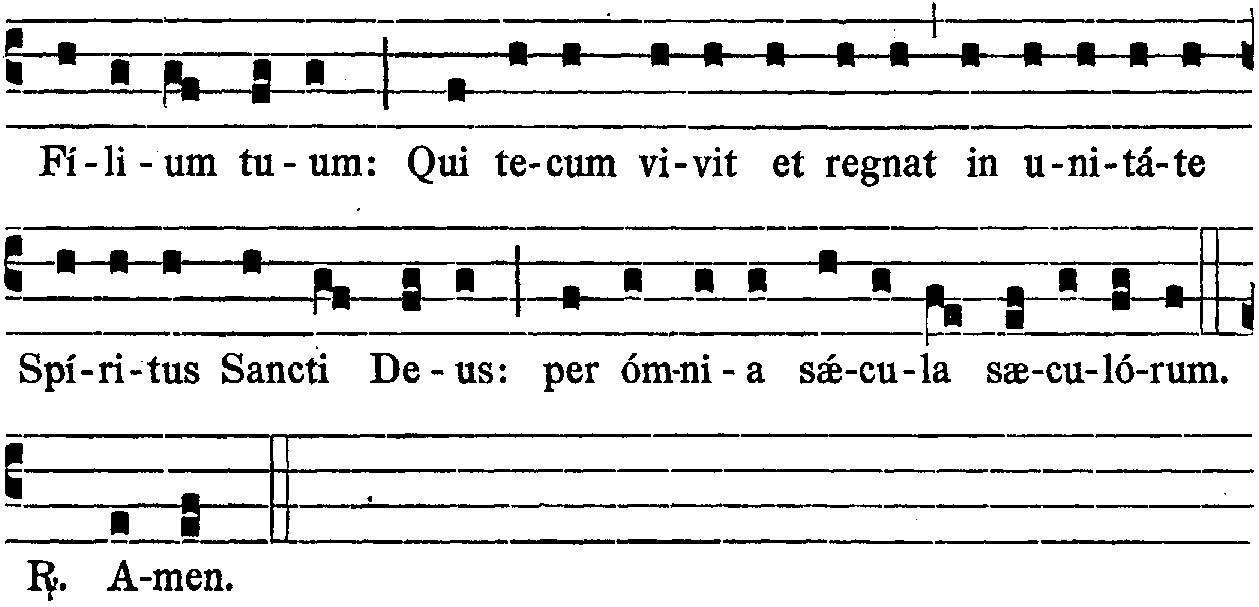 Fí-li-um tu-um: Qui te-cum vi-vit et regnat in u-ni-tá-te
Spí-ri-tus Sancti De-us: per óm-ni-a sǽ-cu-la sæ-cu-ló-rum.
℟. A-men.